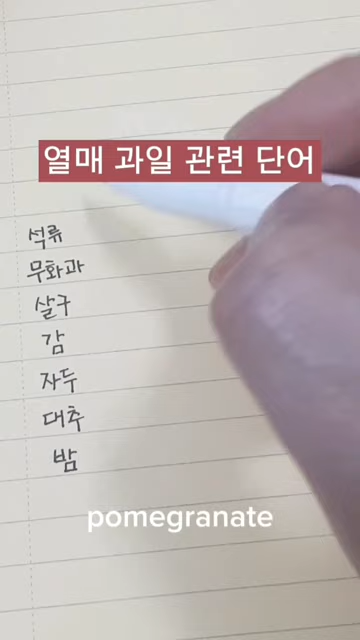 열매 과일 관련 단어
석류
무화과
살구
감
자두
대추
밤
pomegranate